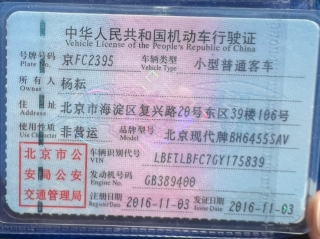 中华人民共和国机动车行驶证
Vehicle License of the People's Republic of China
号牌号码 京FC2395 车辆类型 小型普通客车
Plate No. Vehicle Type
所有人 杨耘
Owner
住址 北京市海淀区复兴路20号东区39楼106号
Address
使用性质 非营运 品牌型号 北京现代牌BH6455SAV
Use Character Model
北京市公安局公安交通管理局
车辆识别代号 LBETLBFC7GY175839
VIN
发动机号码 GB389400
Engine No.
注册日期 2016-11-03 发证日期 2016-11-03
Register Date Issue Date